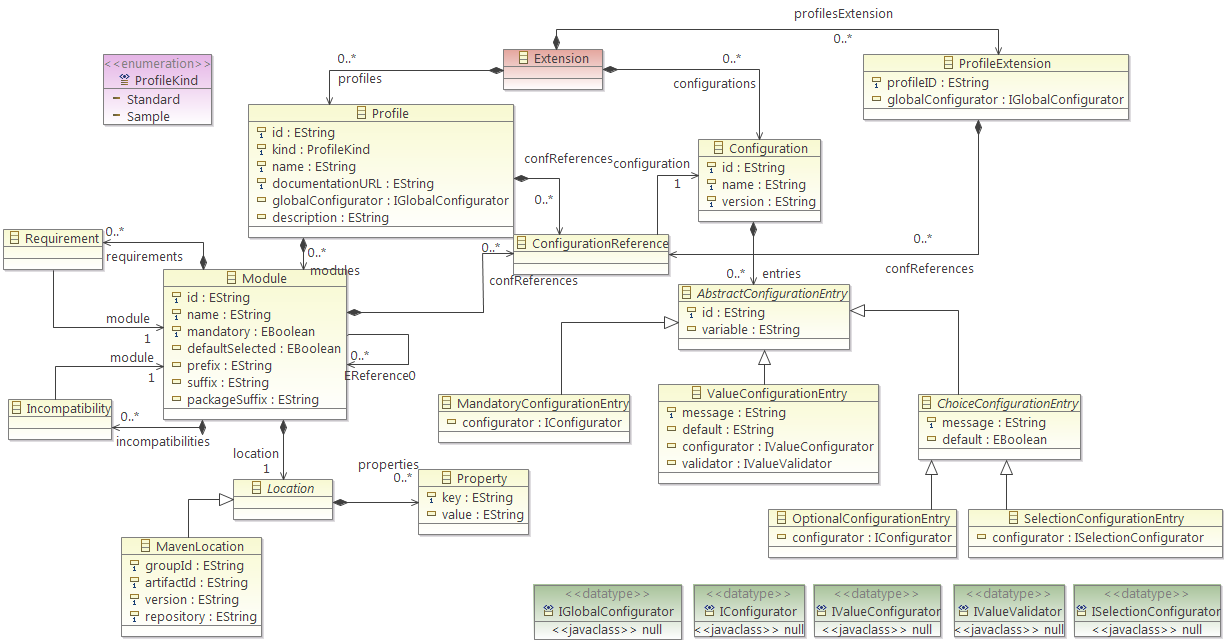 profilesExtension
0..*
<<enumeration>>
ProfileKind
Standard
Sample
0..*
profiles
Extension
0..*
configurations
ProfileExtension
profileID : EString
globalConfigurator : IGlobalConfigurator
Profile
id : EString
kind : ProfileKind
name : EString
documentationURL : EString
globalConfigurator : IGlobalConfigurator
description : EString
confReferences
0..*
configuration
1
Configuration
id : EString
name : EString
version : EString
Requirement
0..*
requirements
0..*
modules
0..*
confReferences
ConfigurationReference
0..*
confReferences
0..*
entries
Module
id : EString
name : EString
mandatory : EBoolean
defaultSelected : EBoolean
prefix : EString
suffix : EString
packageSuffix : EString
module
1
module
1
0..*
EReference0
AbstractConfigurationEntry
id : EString
variable : EString
Incompatibility
0..*
incompatibilities
MandatoryConfigurationEntry
configurator : IConfigurator
ValueConfigurationEntry
message : EString
default : EString
configurator : IValueConfigurator
validator : IValueValidator
ChoiceConfigurationEntry
message : EString
default : EBoolean
location
1
Location
properties
0..*
Property
key : EString
value : EString
OptionalConfigurationEntry
configurator : IConfigurator
SelectionConfigurationEntry
configurator : ISelectionConfigurator
MavenLocation
groupId : EString
artifactId : EString
version : EString
repository : EString
<<datatype>>
IGlobalConfigurator
<<javaclass>> null
<<datatype>>
IConfigurator
<<javaclass>> null
<<datatype>>
IValueConfigurator
<<javaclass>> null
<<datatype>>
IValueValidator
<<javaclass>> null
<<datatype>>
ISelectionConfigurator
<<javaclass>> null